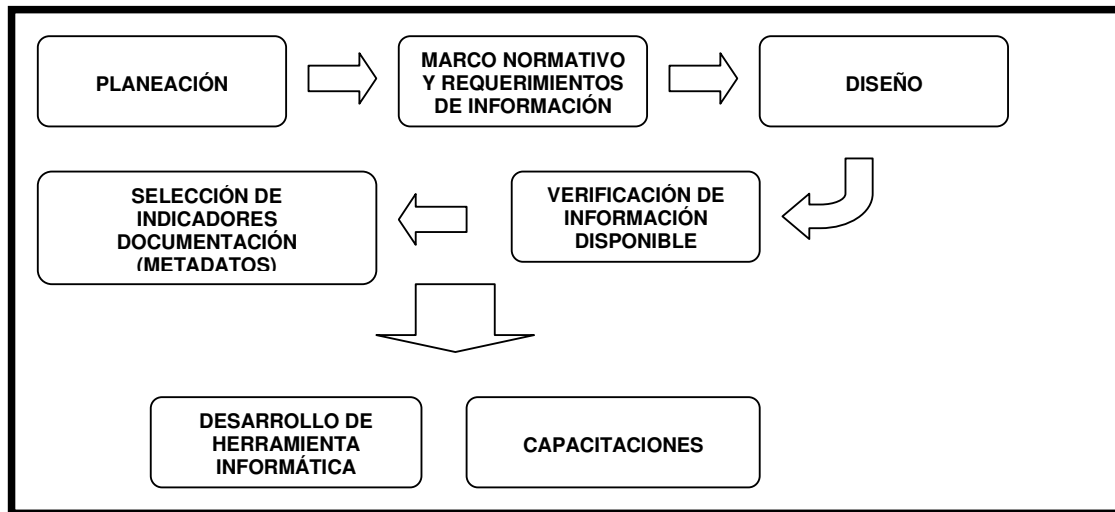 PLANEACIÓN
MARCO NORMATIVO
Y REQUERIMIENTOS
DE INFORMACIÓN
DISEÑO
SELECCIÓN DE
INDICADORES
DOCUMENTACIÓN
(METADATOS)
VERIFICACIÓN DE
INFORMACIÓN
DISPONIBLE
DESARROLLO DE
HERRAMIENTA
INFORMÁTICA
CAPACITACIONES